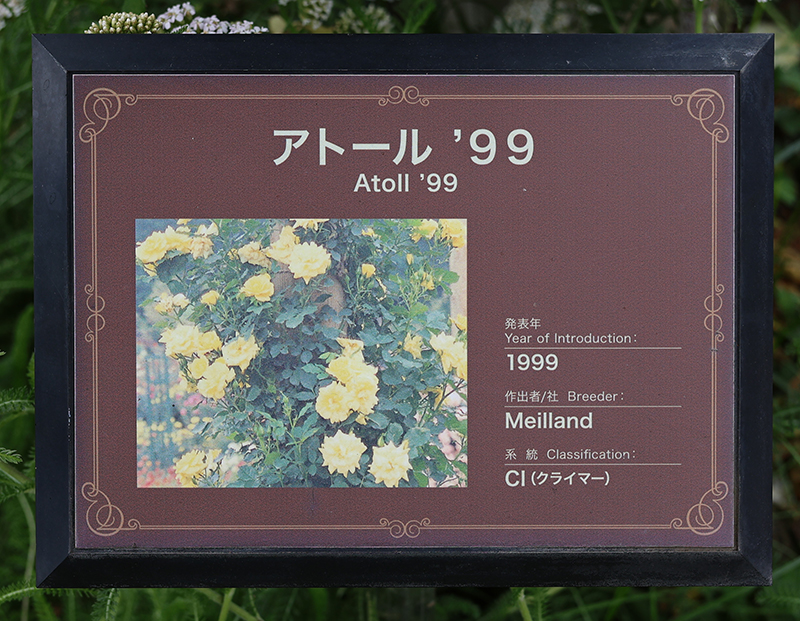 アトール ’99
Atoll ’99
発表年
Year of Introduction:
1999
作出者/社 Breeder:
Meilland
系 統 Classification:
Cl（クライマー）